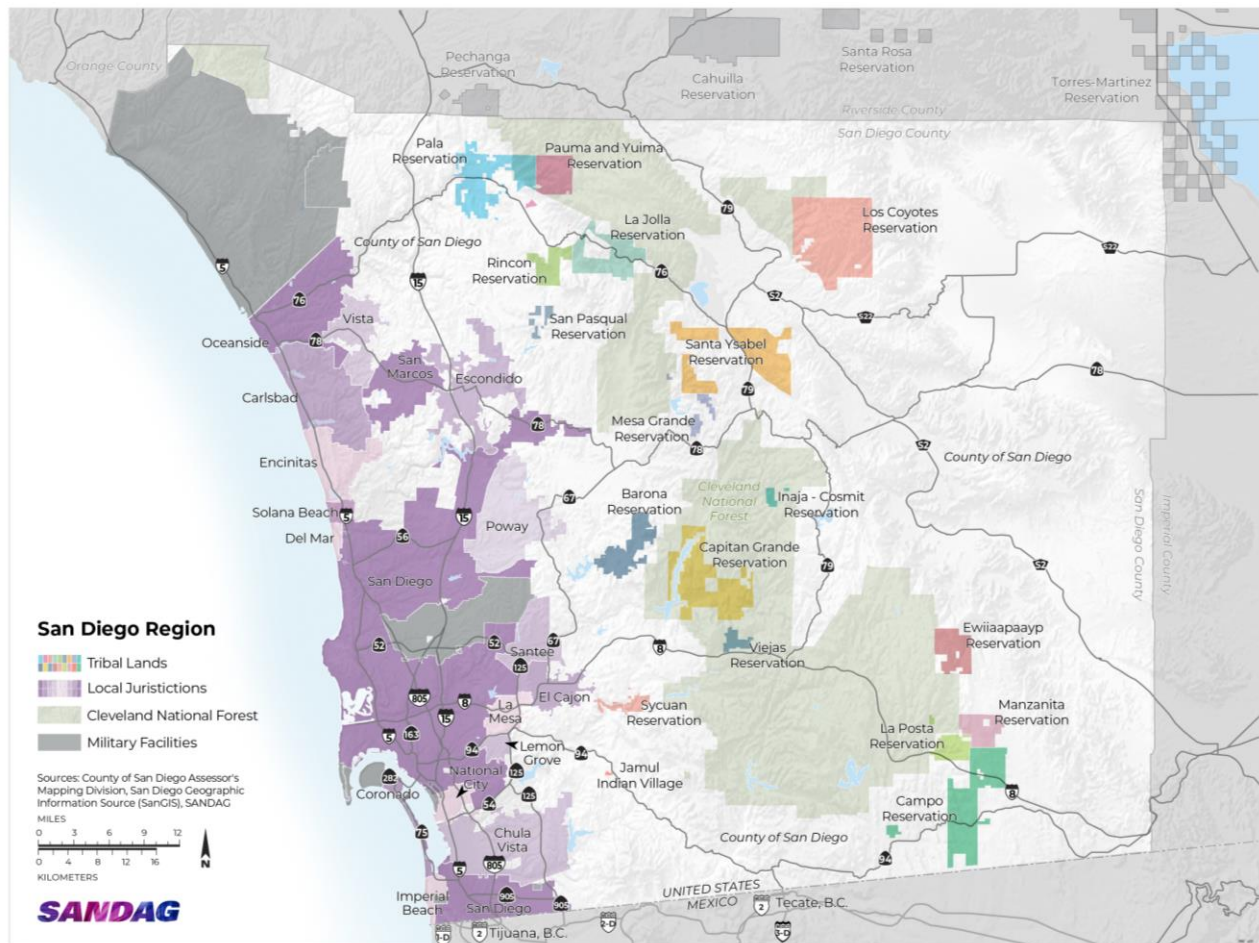 Orange County
Pechanga
Reservation
Cahuilla
Reservation
Santa Rosa
Reservation
Torres-Martinez
Reservation
Riverside County
San Diego County
Pala
Reservation
Pauma and Yuima
Reservation
79
Los Coyotes
Reservation
La Jolla
Reservation
County of San Diego
Rincon
Reservation
5
15
76
S22
52
S22
76
Vista
San Pasqual
Reservation
Oceanside
78
Santa Ysabel
Reservation
San
Marcos
Escondido
78
Carlsbad
79
Mesa Grande
Reservation
78
78
52
County of San Diego
Encinitas
Cleveland
National
Forest
Barona
Reservation
Inaja - Cosmit
Reservation
67
Solana Beach
5
15
Poway
Del Mar
56
Capitan Grande
Reservation
79
52
San Diego County
Imperial County
San Diego
San Diego Region
Tribal Lands
Local Juristictions
Cleveland National Forest
Military Facilities
52
52
67
Santee
125
8
Viejas
Reservation
Ewiiaapaayp
Reservation
805
8
15
La
Mesa
El Cajon
Sycuan
Reservation
Manzanita
Reservation
La Posta
Reservation
5
163
94
Lemon
Grove
94
Jamul
Indian Village
125
National
City
282
Coronado
54
125
8
Campo
Reservation
75
Chula
Vista
County of San Diego
94
5
805
Imperial
Beach
San Diego
905
905
UNITED STATES
MEXICO
2
Tecate, B.C.
1-D
2
Tijuana, B.C.
2-D
3-D
Sources: County of San Diego Assessor's
Mapping Division, San Diego Geographic
Information Source (SanGIS), SANDAG
MILES
0 3 6 9 12
0 4 8 12 16
KILOMETERS
N
SANDAG